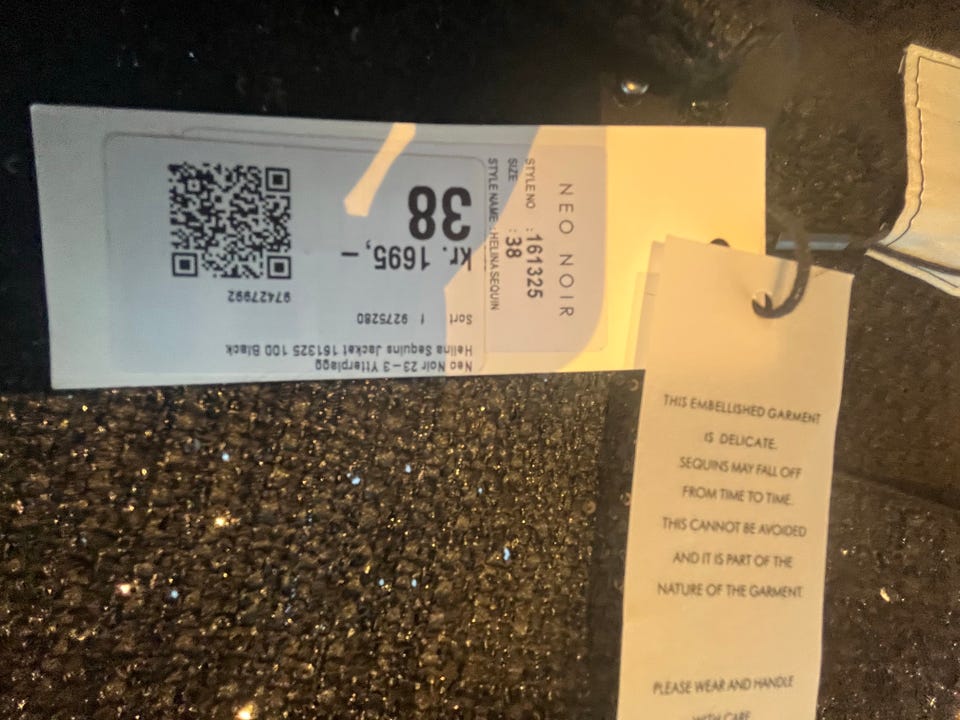 NEO NOIR
STYLE NO : 161325
SIZE : 38
STYLE NAME : HELINA SEQUIN
Neo Noir 23-3 Ytterplagg
Helina Sequins Jacket 161325 100 Black
Sort / 9275280
kr. 1695,-
38
97427992
THIS EMBELLISHED GARMENT
IS DELICATE.
SEQUINS MAY FALL OFF
FROM TIME TO TIME.
THIS CANNOT BE AVOIDED
AND IT IS PART OF THE
NATURE OF THE GARMENT.
PLEASE WEAR AND HANDLE
WITH CARE